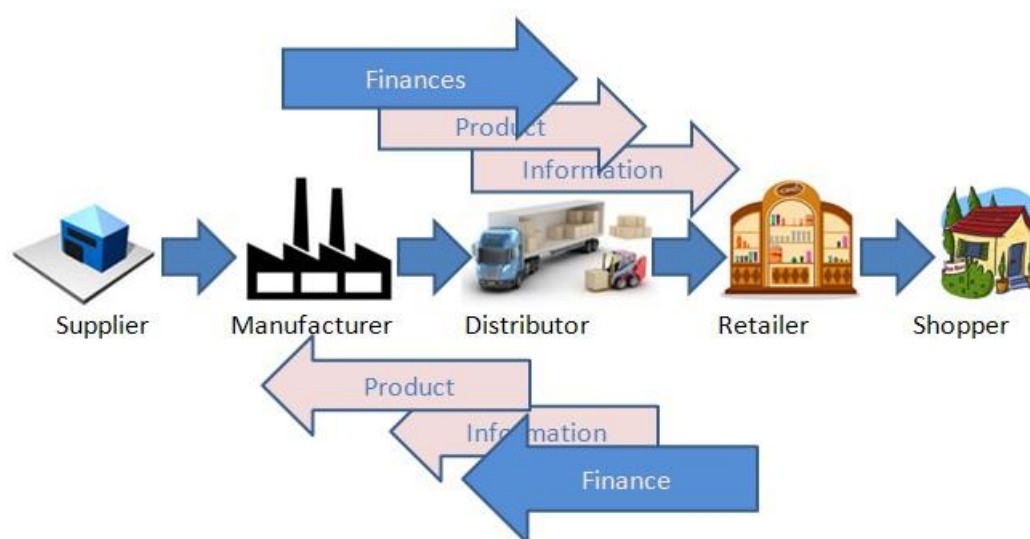 Finances
Product
Information
Supplier Manufacturer Distributor Retailer Shopper
Product
Information
Finance